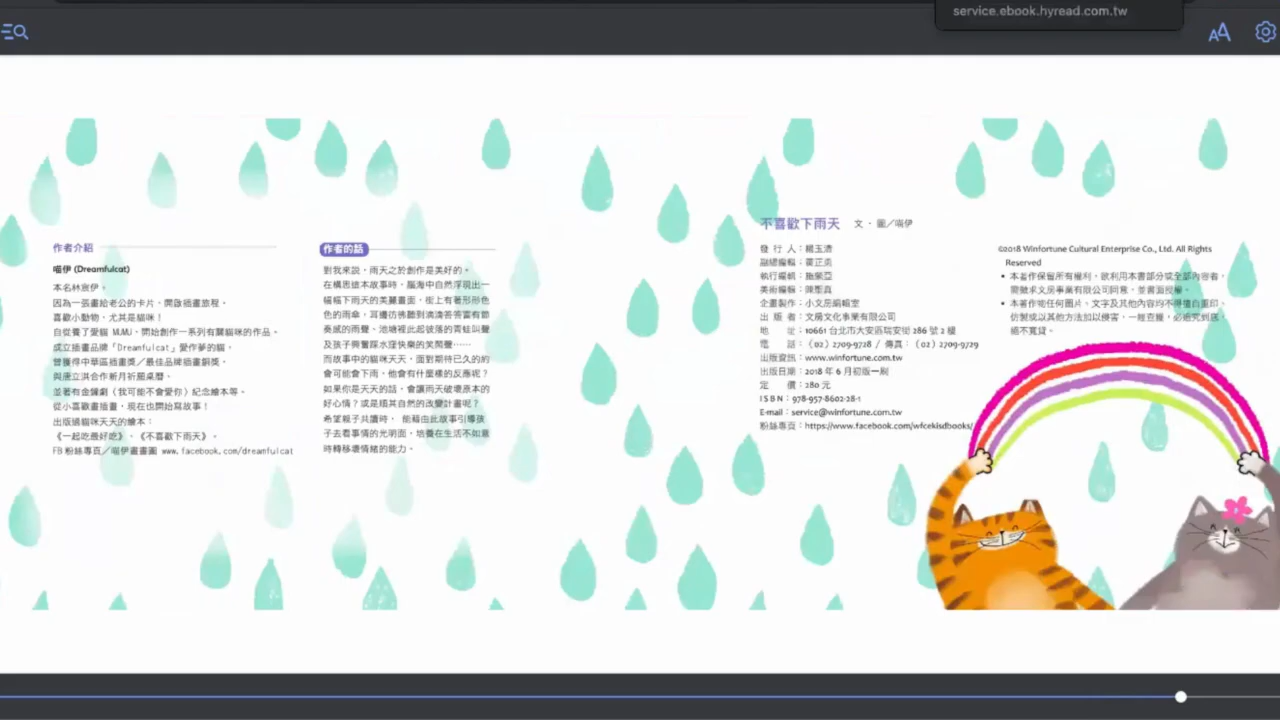 service.ebook.hyread.com.tw
作者介紹
喵伊 (Dreamfulcat)
本名林宸伊。
因為一張畫給老公的卡片，開啟插畫旅程。
喜歡小動物，尤其是貓咪！
自從養了愛貓 MUMU，開始創作一系列有關貓咪的作品。
成立插畫品牌「Dreamfulcat」愛作夢的貓，
曾獲得中華區插畫獎／最佳品牌插畫銅獎。
與唐立淇合作新月祈願桌曆。
並著有金鐘劇《我可能不會愛你》紀念繪本等。
從小喜歡畫插畫，現在也開始寫故事！
出版過貓咪天天的繪本：
《一起吃最好吃》、《不喜歡下雨天》。
FB 粉絲專頁／喵伊畫畫圖 www.facebook.com/dreamfulcat
作者的話
對我來說，雨天之於創作是美好的。
在構思這本故事時，腦海中自然浮現出一
幅幅下雨天的美麗畫面，街上有著形形色
色的雨傘，耳邊彷彿聽到滴滴答答富有節
奏感的雨聲、池塘裡此起彼落的青蛙叫聲
及孩子興奮踩水窪快樂的笑鬧聲……
而故事中的貓咪天天，面對期待已久的約
會可能會下雨，他會有什麼樣的反應呢？
如果你是天天的話，會讓雨天破壞原本的
好心情？或是順其自然的改變計畫呢？
希望親子共讀時， 能藉由此故事引導孩
子去看事情的光明面，培養在生活不如意
時轉移壞情緒的能力。
不喜歡下雨天 文 ‧ 圖／喵伊
發 行 人：楊玉清
副總編輯：黃正勇
執行編輯：施縈亞
美術編輯：陳聖真
企畫製作：小文房編輯室
出 版 者：文房文化事業有限公司
地 址：10661 台北市大安區瑞安街 286 號 2 樓
電 話：（02）2709-9728 / 傳真：（02）2709-9729
出版資訊：www.winfortune.com.tw
出版日期：2018 年 6 月初版一刷
定 價：280 元
ISBN：978-957-8602-28-1
E-mail：service@winfortune.com.tw
粉絲專頁：https://www.facebook.com/wfcekisdbooks/
©2018 Winfortune Cultural Enterprise Co., Ltd. All Rights
Reserved
• 本著作保留所有權利，欲利用本書部分或全部內容者，
需徵求文房事業有限公司同意，並書面授權。
• 本著作物任何圖片、文字及其他內容均不得擅自重印、
仿製或以其他方法加以侵害，一經查獲，必追究到底，
絕不寬貸。